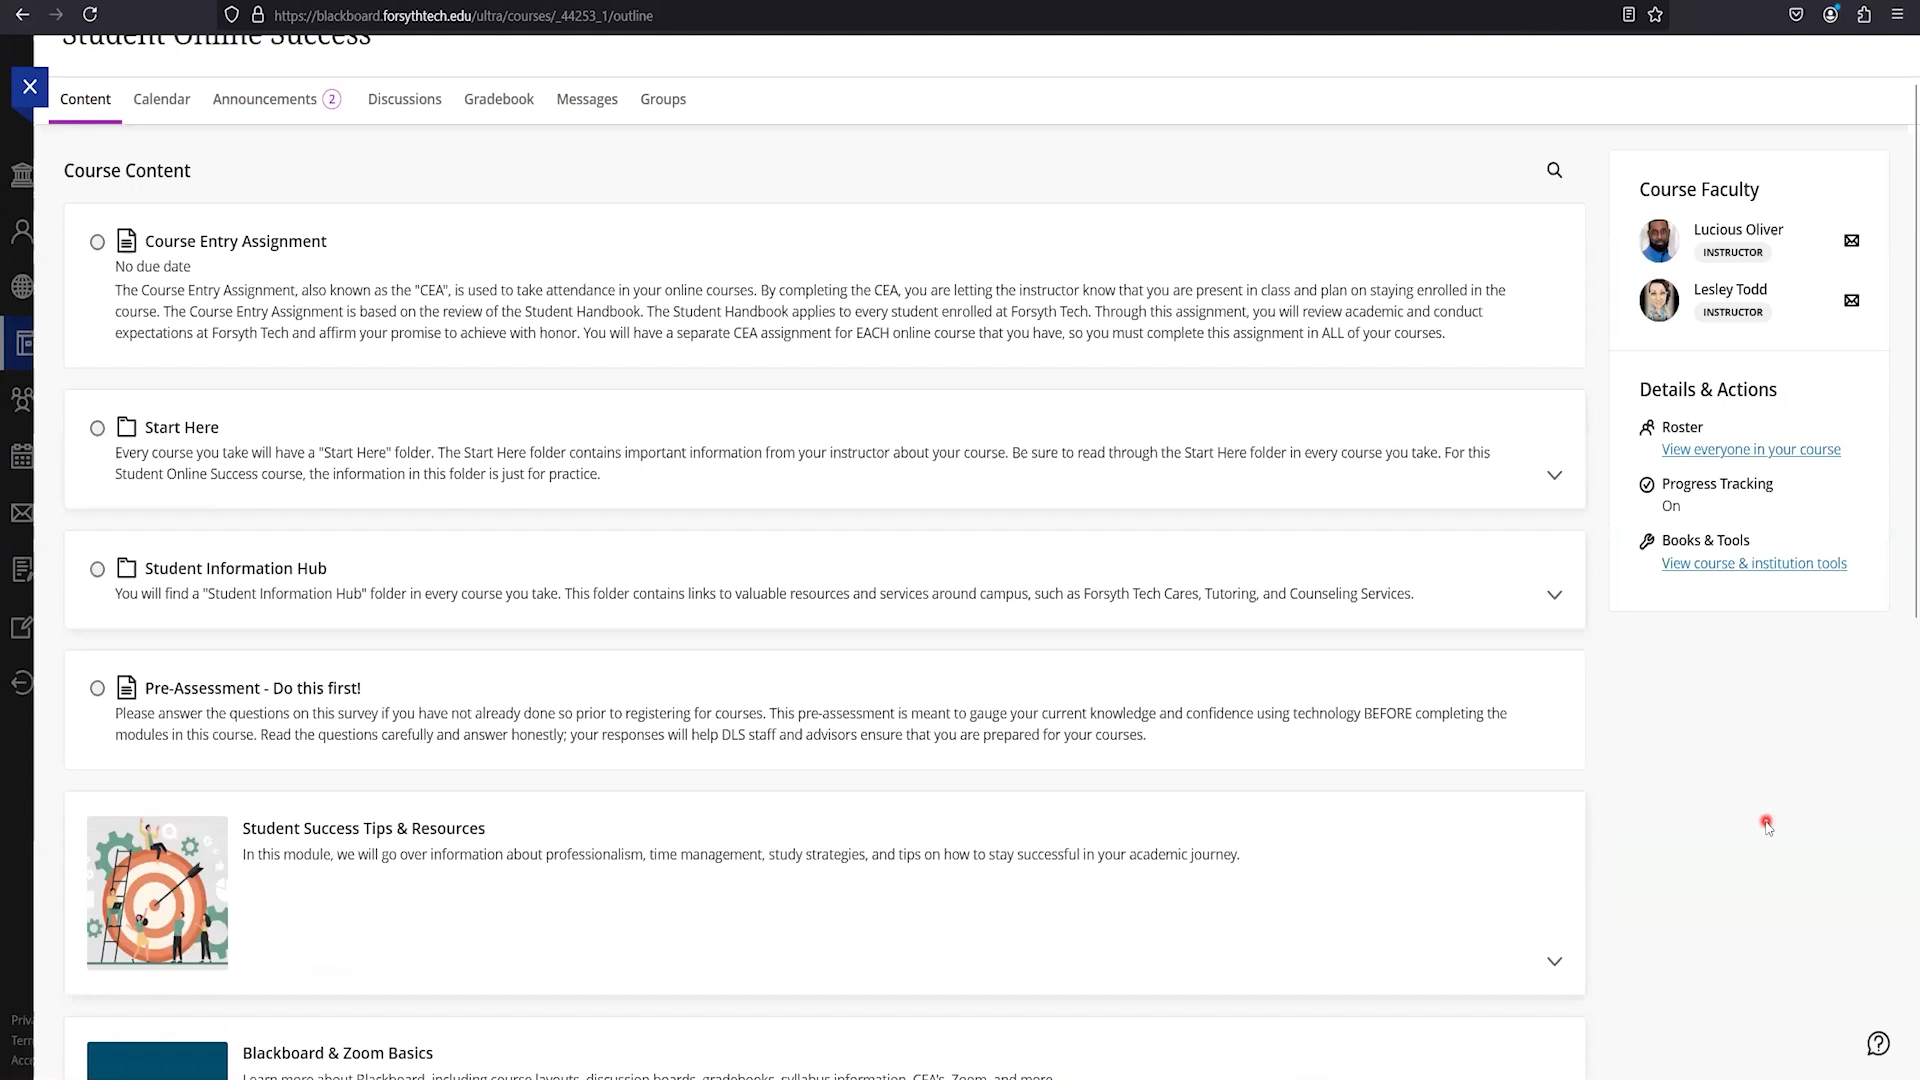 https://blackboard.forsythtech.edu/ultra/courses/_44253_1/outline
Student Online Success
Content
Calendar
Announcements 2
Discussions
Gradebook
Messages
Groups
Course Content
Course Entry Assignment
No due date
The Course Entry Assignment, also known as the "CEA", is used to take attendance in your online courses. By completing the CEA, you are letting the instructor know that you are present in class and plan on staying enrolled in the
course. The Course Entry Assignment is based on the review of the Student Handbook. The Student Handbook applies to every student enrolled at Forsyth Tech. Through this assignment, you will review academic and conduct
expectations at Forsyth Tech and affirm your promise to achieve with honor. You will have a separate CEA assignment for EACH online course that you have, so you must complete this assignment in ALL of your courses.
Start Here
Every course you take will have a "Start Here" folder. The Start Here folder contains important information from your instructor about your course. Be sure to read through the Start Here folder in every course you take. For this
Student Online Success course, the information in this folder is just for practice.
Student Information Hub
You will find a "Student Information Hub" folder in every course you take. This folder contains links to valuable resources and services around campus, such as Forsyth Tech Cares, Tutoring, and Counseling Services.
Pre-Assessment - Do this first!
Please answer the questions on this survey if you have not already done so prior to registering for courses. This pre-assessment is meant to gauge your current knowledge and confidence using technology BEFORE completing the
modules in this course. Read the questions carefully and answer honestly; your responses will help DLS staff and advisors ensure that you are prepared for your courses.
Student Success Tips & Resources
In this module, we will go over information about professionalism, time management, study strategies, and tips on how to stay successful in your academic journey.
Blackboard & Zoom Basics
Learn more about Blackboard, including course layouts, discussion boards, gradebooks, syllabus information, CEA's, Zoom, and more.
Course Faculty
Lucious Oliver
INSTRUCTOR
Lesley Todd
INSTRUCTOR
Details & Actions
Roster
View everyone in your course
Progress Tracking
On
Books & Tools
View course & institution tools